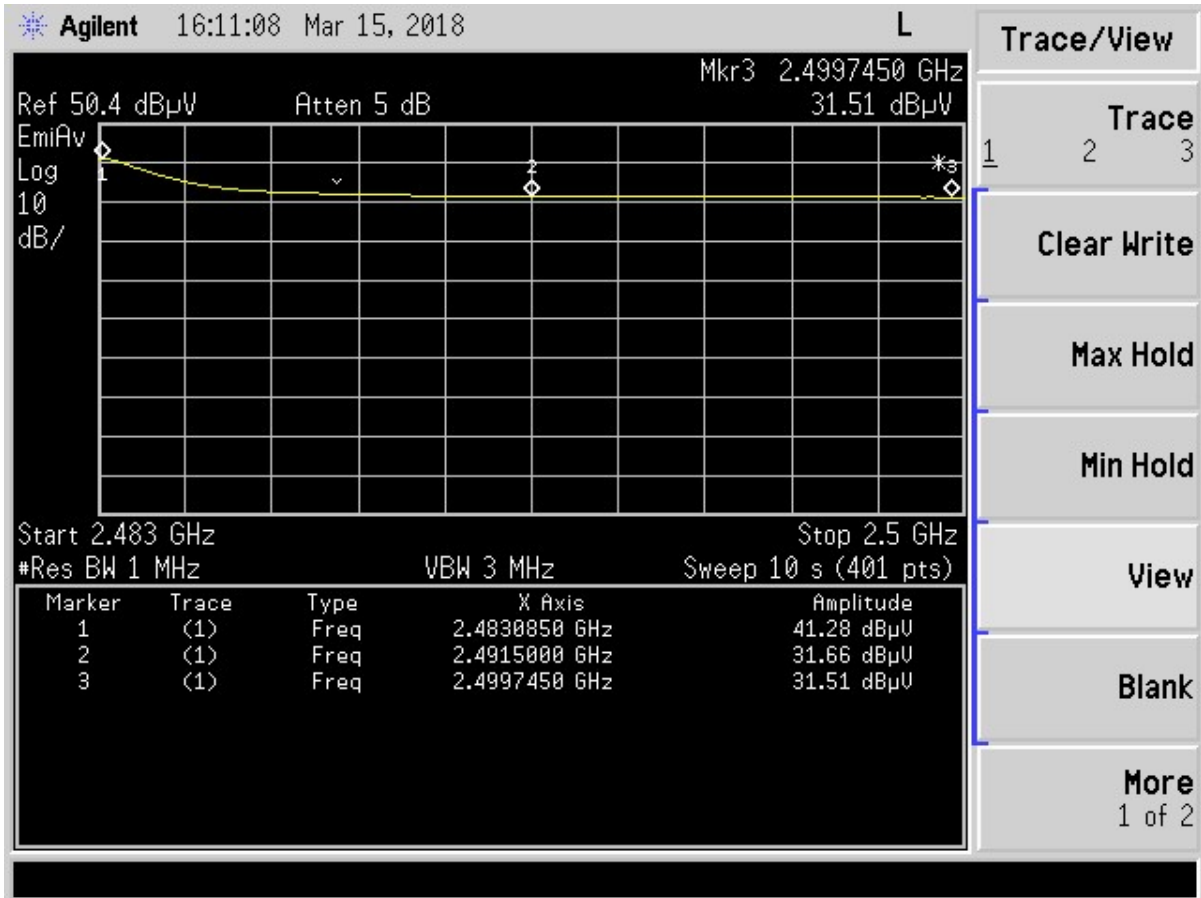 Agilent 16:11:08 Mar 15, 2018 L
Trace/View
Mkr3 2.4997450 GHz
Ref 50.4 dBµV Atten 5 dB 31.51 dBµV
EmiAv
Log
10
dB/
1
2
*3
Start 2.483 GHz Stop 2.5 GHz
#Res BW 1 MHz VBW 3 MHz Sweep 10 s (401 pts)
Marker Trace Type X Axis Amplitude
1 (1) Freq 2.4830850 GHz 41.28 dBµV
2 (1) Freq 2.4915000 GHz 31.66 dBµV
3 (1) Freq 2.4997450 GHz 31.51 dBµV
Trace
1 2 3
Clear Write
Max Hold
Min Hold
View
Blank
More
1 of 2